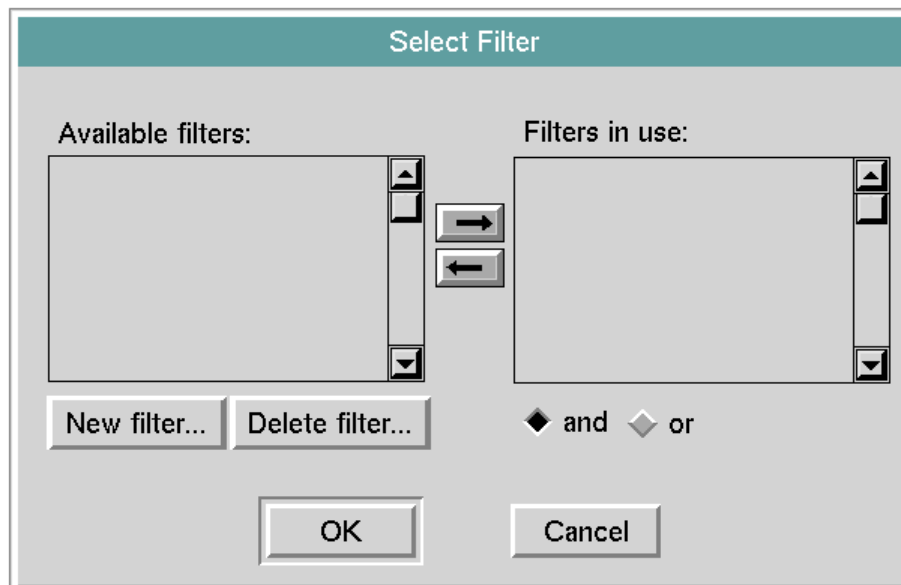 Select Filter
Available filters:
Filters in use:
New filter...
Delete filter...
and
or
OK
Cancel